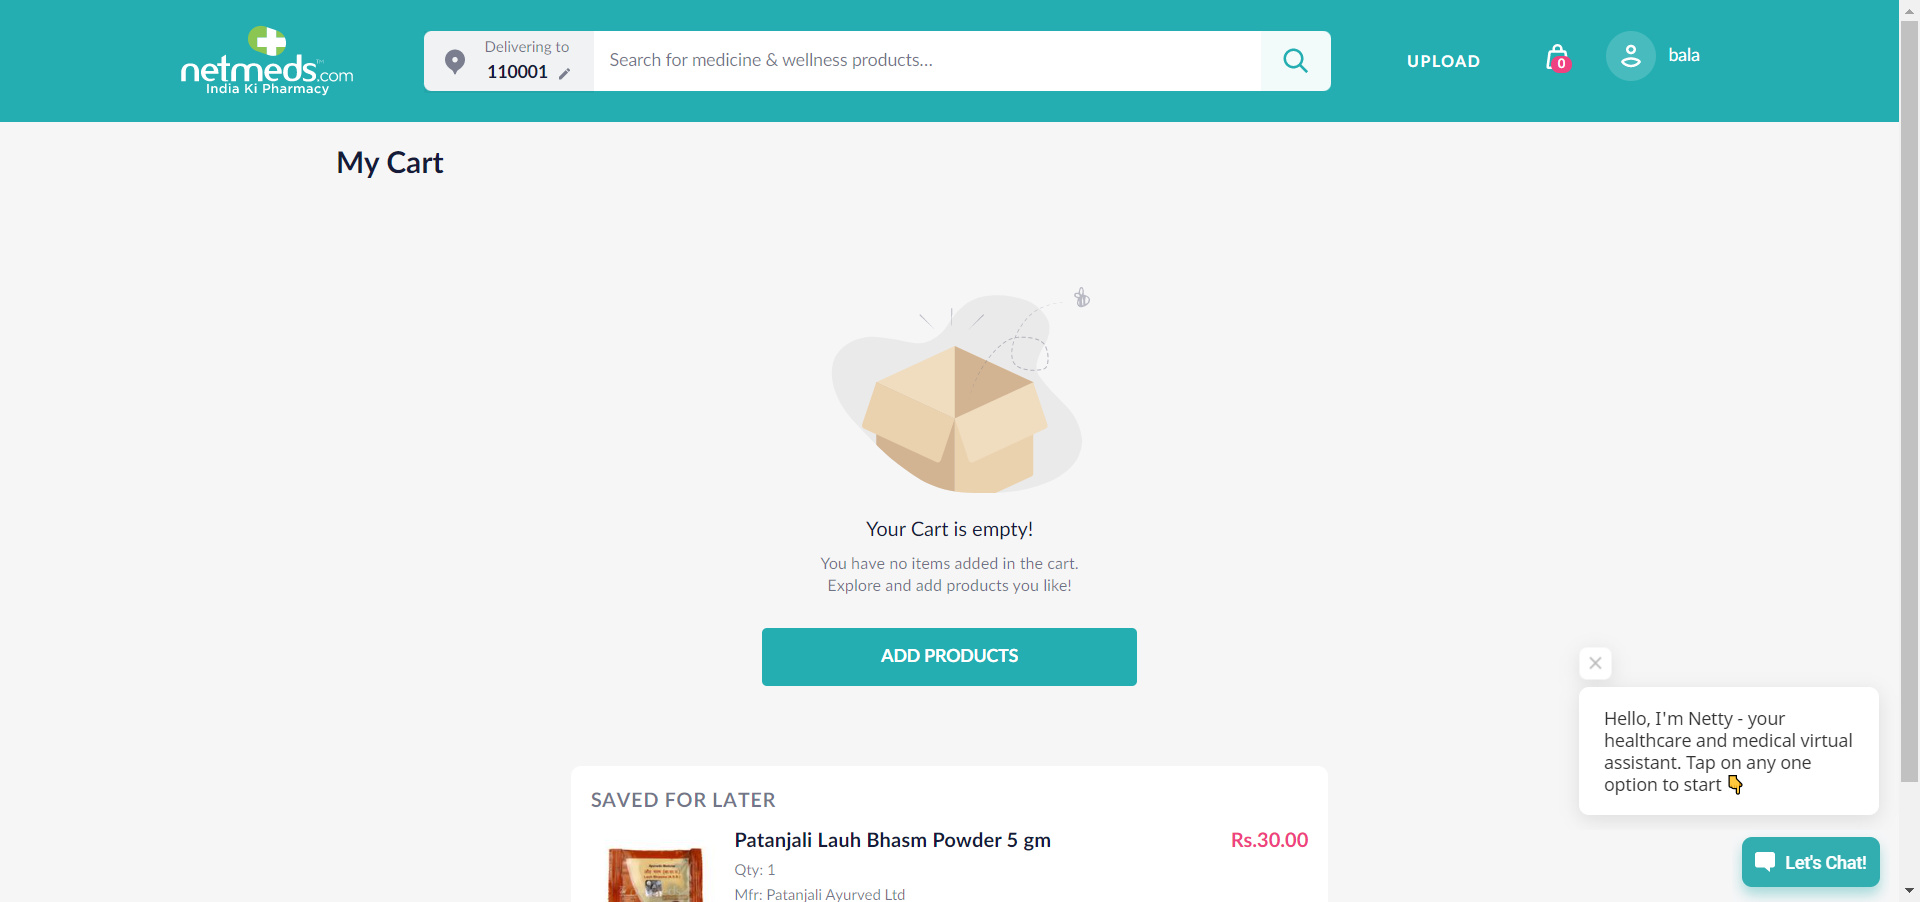 netmeds.com
India Ki Pharmacy
Delivering to
110001
Search for medicine & wellness products...
UPLOAD
0
bala
My Cart
Your Cart is empty!
You have no items added in the cart.
Explore and add products you like!
ADD PRODUCTS
SAVED FOR LATER
Patanjali Lauh Bhasm Powder 5 gm
Rs.30.00
Qty: 1
Mfr: Patanjali Ayurved Ltd
Hello, I'm Netty - your
healthcare and medical virtual
assistant. Tap on any one
option to start 👇
Let's Chat!